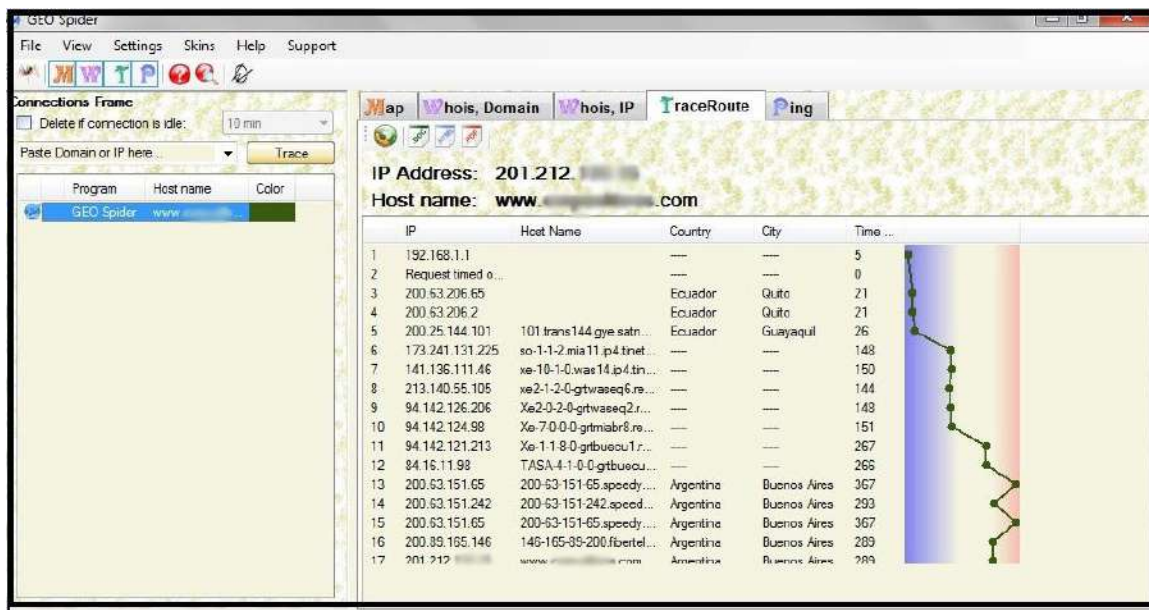 GEO Spider
File View Settings Skins Help Support
M W T P
Connections Frame
Delete if connection is idle: 10 min
Paste Domain or IP here... Trace
Program Host name Color
GEO Spider www. ...
Map Whois, Domain Whois, IP TraceRoute Ping
IP Address: 201.212.
Host name: www. .com
IP Host Name Country City Time ...
1 192.168.1.1 ---- ---- 5
2 Request timed o... ---- ---- 0
3 200.63.206.65 Ecuador Quito 21
4 200.63.206.2 Ecuador Quito 21
5 200.25.144.101 101.trans144.gye.satn... Ecuador Guayaquil 26
6 173.241.131.225 so-1-1-2.mia11.ip4.tinet... ---- ---- 148
7 141.136.111.46 xe-10-1-0.was14.ip4.tin... ---- ---- 150
8 213.140.55.105 xe2-1-2-0-grtwaseq6.re... ---- ---- 144
9 94.142.126.206 Xe2-0-2-0-grtwaseq2.r... ---- ---- 148
10 94.142.124.98 Xe-7-0-0-0-grtmiabr8.re... ---- ---- 151
11 94.142.121.213 Xe-1-1-8-0-grtbuecu1.r... ---- ---- 267
12 84.16.11.98 TASA-4-1-0-0-grtbuecu... ---- ---- 266
13 200.63.151.65 200-63-151-65.speedy.... Argentina Buenos Aires 367
14 200.63.151.242 200-63-151-242.speed... Argentina Buenos Aires 293
15 200.63.151.65 200-63-151-65.speedy.... Argentina Buenos Aires 367
16 200.89.165.146 146-165-89-200.fibertel... Argentina Buenos Aires 289
17 201.212. www. .com Argentina Buenos Aires 289